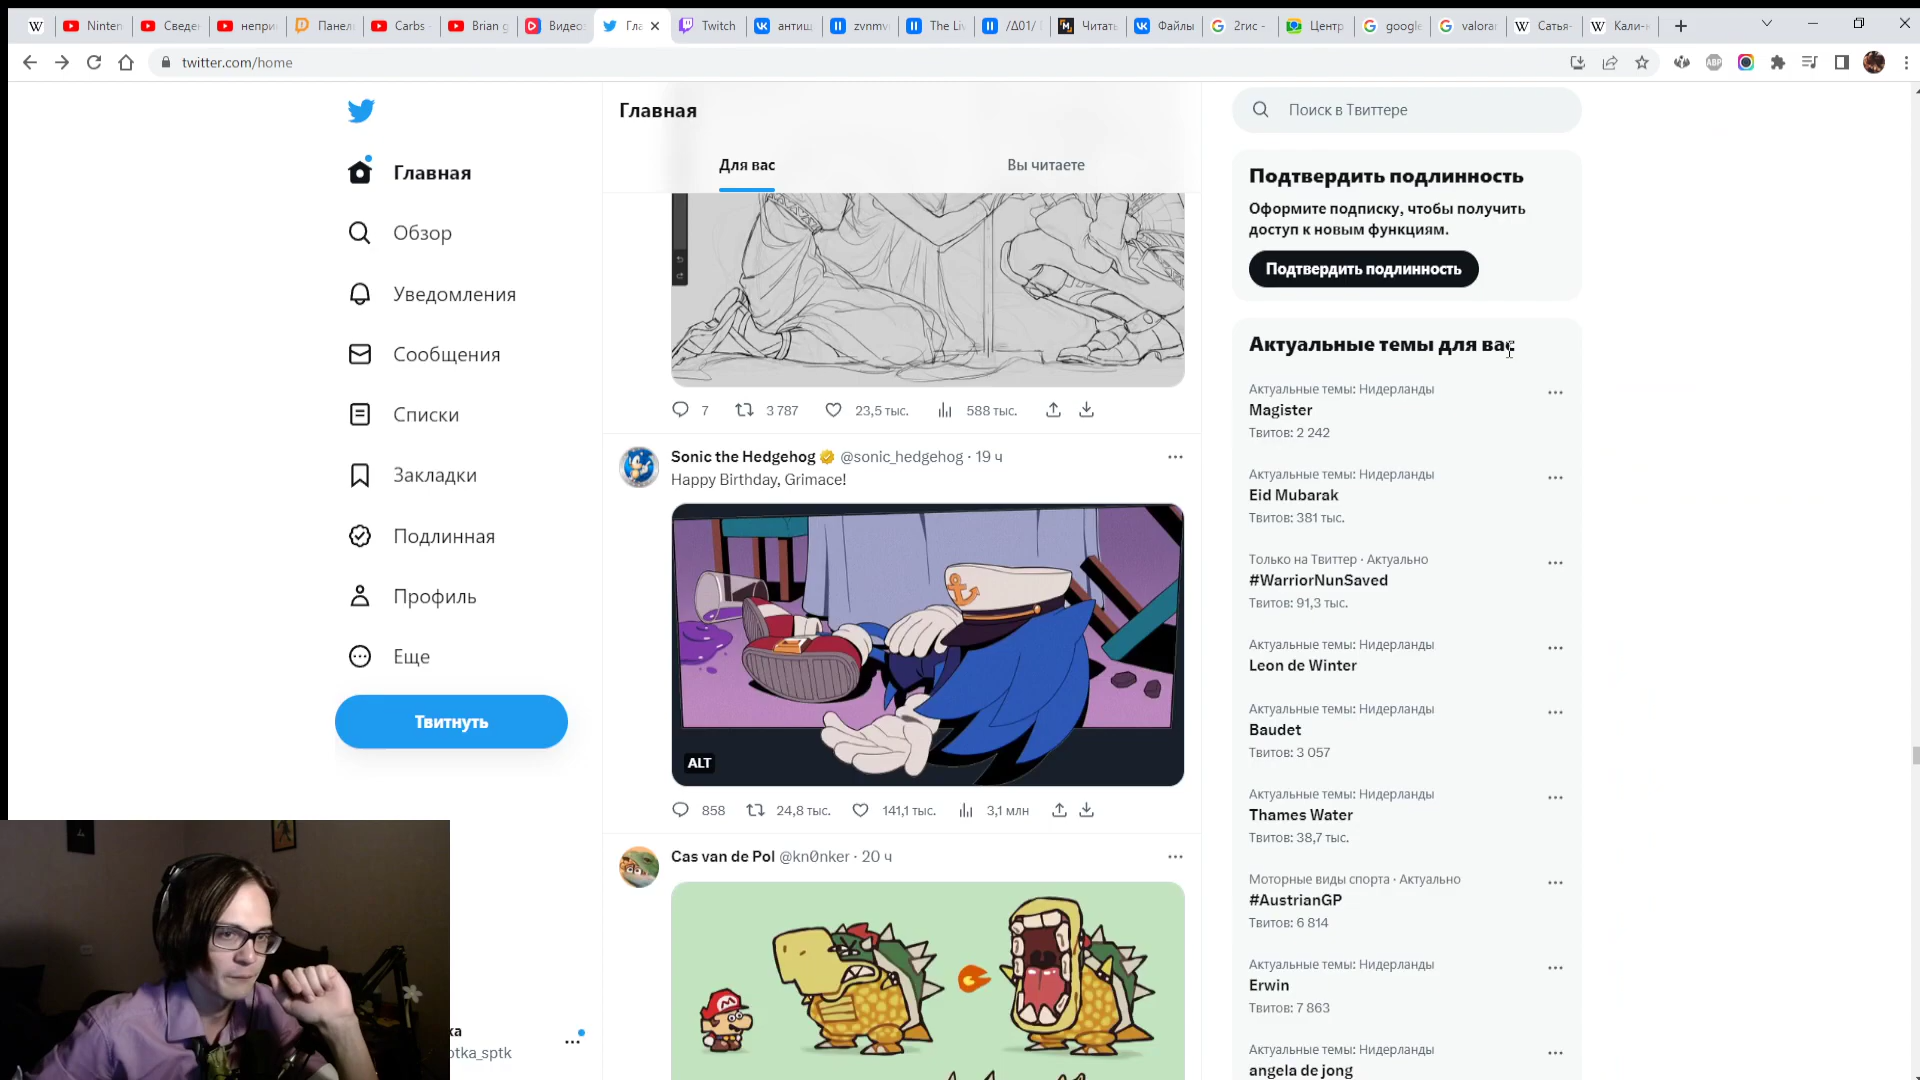 W
Ninten
Сведе
непри
Панел
Carbs -
Brian g
Видео
Гла
Twitch
антищ
zvnmv
The Liv
/Д01/
Читать
Файлы
2гис -
Центр
google
valorar
Сатья-
Кали-
twitter.com/home
ABP
Главная
Обзор
Уведомления
Сообщения
Списки
Закладки
Подлинная
Профиль
Еще
Твитнуть
otka_sptk
Главная
Для вас
Вы читаете
7
3 787
23,5 тыс.
588 тыс.
Sonic the Hedgehog @sonic_hedgehog · 19 ч
Happy Birthday, Grimace!
ALT
858
24,8 тыс.
141,1 тыс.
3,1 млн
Cas van de Pol @kn0nker · 20 ч
M
Поиск в Твиттере
Подтвердить подлинность
Оформите подписку, чтобы получить
доступ к новым функциям.
Подтвердить подлинность
Актуальные темы для вас
Актуальные темы: Нидерланды
Magister
Твитов: 2 242
Актуальные темы: Нидерланды
Eid Mubarak
Твитов: 381 тыс.
Только на Твиттер · Актуально
#WarriorNunSaved
Твитов: 91,3 тыс.
Актуальные темы: Нидерланды
Leon de Winter
Актуальные темы: Нидерланды
Baudet
Твитов: 3 057
Актуальные темы: Нидерланды
Thames Water
Твитов: 38,7 тыс.
Моторные виды спорта · Актуально
#AustrianGP
Твитов: 6 814
Актуальные темы: Нидерланды
Erwin
Твитов: 7 863
Актуальные темы: Нидерланды
angela de jong